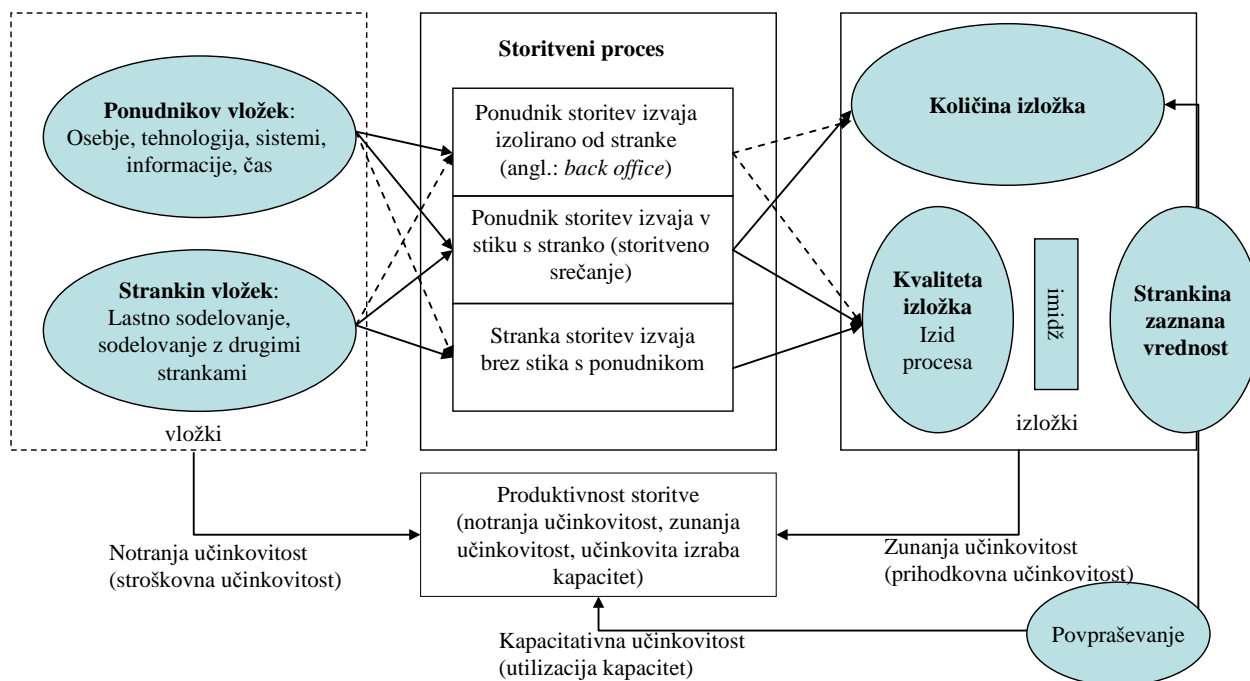 Ponudnikov vložek:
Osebje, tehnologija, sistemi,
informacije, čas
Strankin vložek:
Lastno sodelovanje,
sodelovanje z drugimi
strankami
vložki
Storitveni proces
Ponudnik storitev izvaja
izolirano od stranke
(angl.: back office)
Ponudnik storitev izvaja v
stiku s stranko (storitveno
srečanje)
Stranka storitev izvaja
brez stika s ponudnikom
Količina izložka
Kvaliteta
izložka
Izid
procesa
imidž
Strankina
zaznana
vrednost
izložki
Produktivnost storitve
(notranja učinkovitost, zunanja
učinkovitost, učinkovita izraba
kapacitet)
Notranja učinkovitost
(stroškovna učinkovitost)
Zunanja učinkovitost
(prihodkovna učinkovitost)
Kapacitativna učinkovitost
(utilizacija kapacitet)
Povpraševanje